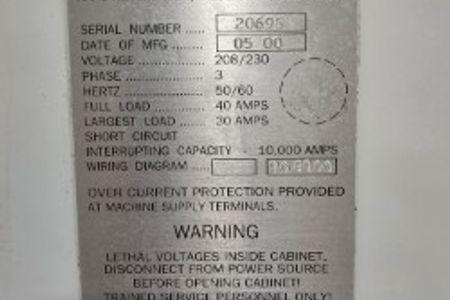 SERIAL NUMBER ..... 20695
DATE OF MFG ........ 05 00
VOLTAGE ................ 208/230
PHASE .................... 3
HERTZ .................... 50/60
FULL LOAD ............ 40 AMPS
LARGEST LOAD ...... 30 AMPS
SHORT CIRCUIT
INTERRUPTING CAPACITY - 10,000 AMPS
WIRING DIAGRAM .....
OVER CURRENT PROTECTION PROVIDED
AT MACHINE SUPPLY TERMINALS.
WARNING
LETHAL VOLTAGES INSIDE CABINET.
DISCONNECT FROM POWER SOURCE
BEFORE OPENING CABINET!
TRAINED SERVICE PERSONNEL ONLY!